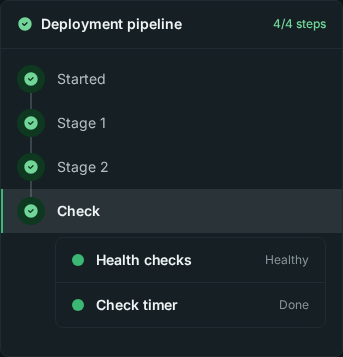 Deployment pipeline 4/4 steps
Started
Stage 1
Stage 2
Check
Health checks Healthy
Check timer Done